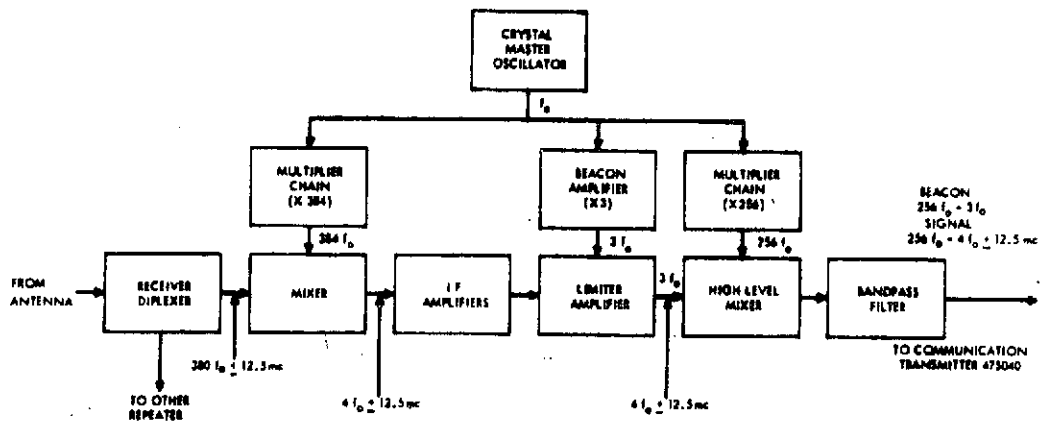 CRYSTAL
MASTER
OSCILLATOR
f₀
MULTIPLIER
CHAIN
(X 384)
BEACON
AMPLIFIER
(X3)
MULTIPLIER
CHAIN
(X256)
BEACON
256 f₀ - 3 f₀
SIGNAL
256 f₀ - 4 f₀ ± 12.5 mc
384 f₀
3 f₀
256 f₀
FROM
ANTENNA
RECEIVER
DIPLEXER
MIXER
I F
AMPLIFIERS
LIMITER
AMPLIFIER
3 f₀
HIGH-LEVEL
MIXER
BANDPASS
FILTER
380 f₀ ± 12.5 mc
TO OTHER
REPEATER
4 f₀ ± 12.5 mc
4 f₀ ± 12.5 mc
TO COMMUNICATION
TRANSMITTER 475040